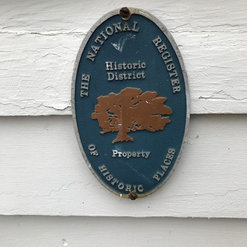 THE NATIONAL REGISTER
Historic
District
Property
OF HISTORIC PLACES